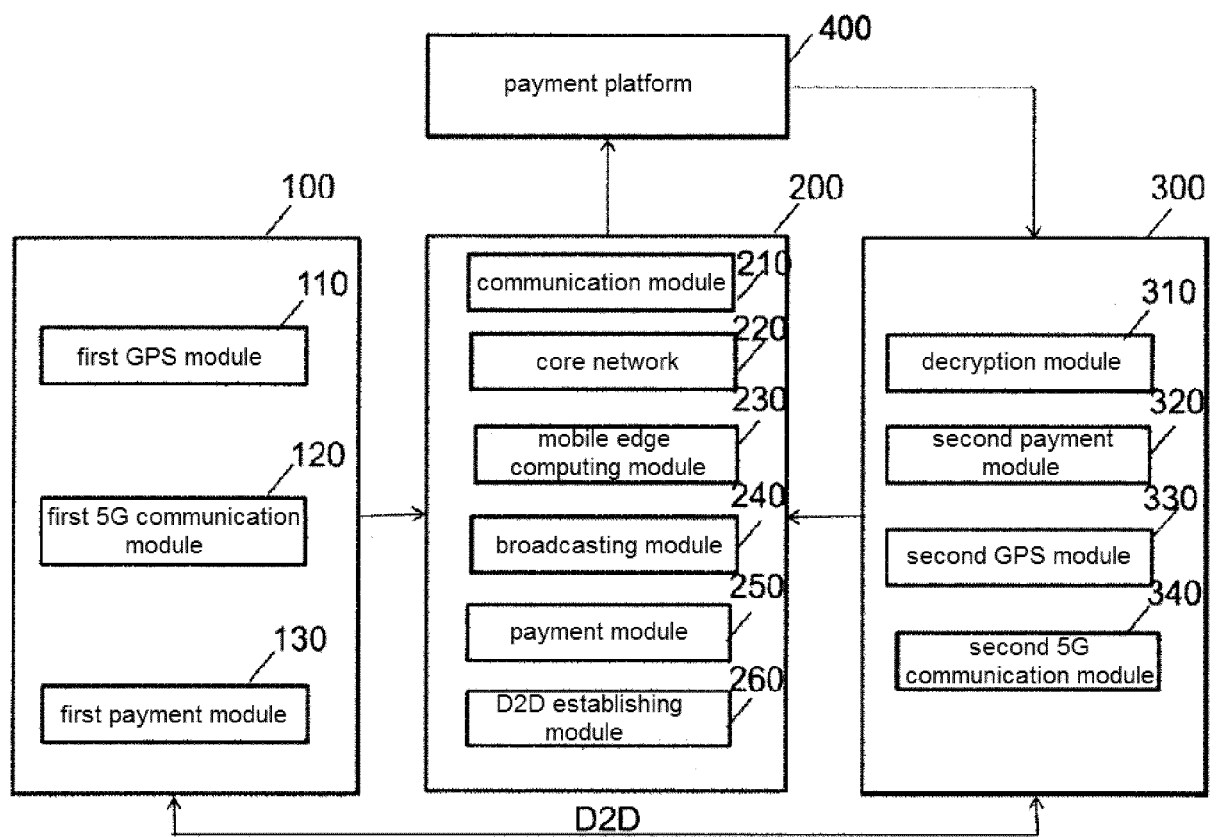 400
payment platform
100
200
300
110
first GPS module
120
first 5G communication
module
130
first payment module
210
communication module
220
core network
230
mobile edge
computing module
240
broadcasting module
250
payment module
260
D2D establishing
module
310
decryption module
320
second payment
module
330
second GPS module
340
second 5G
communication module
D2D